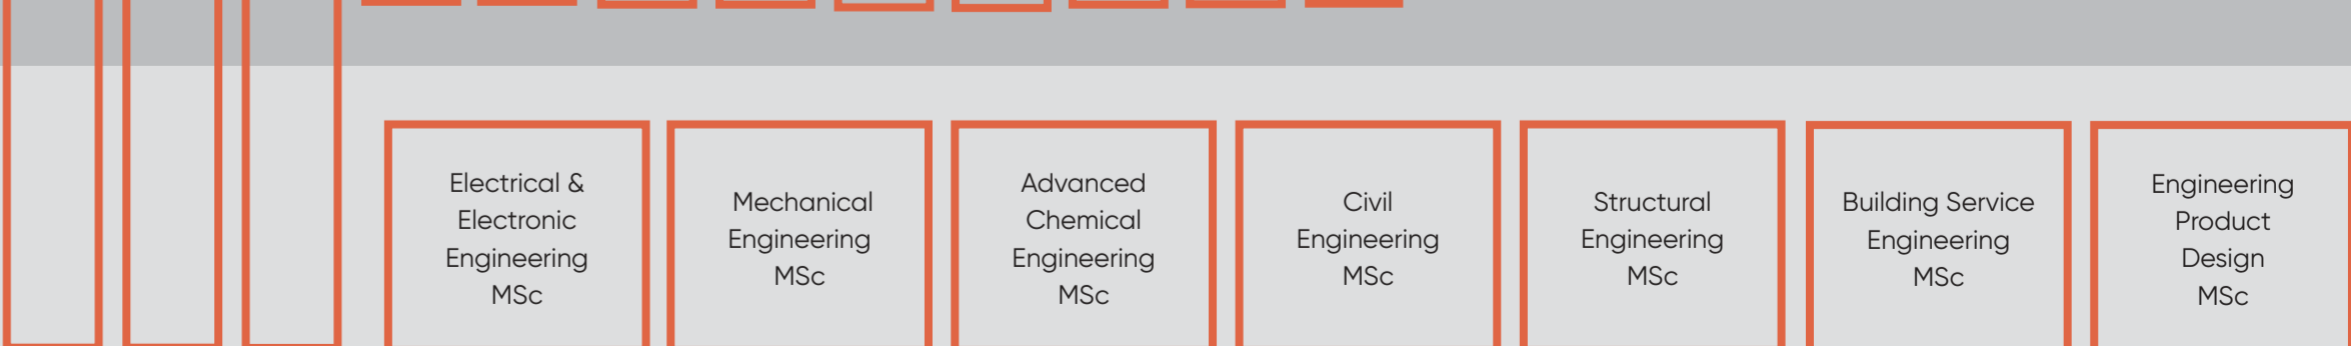 Electrical &
Electronic
Engineering
MSc
Mechanical
Engineering
MSc
Advanced
Chemical
Engineering
MSc
Civil
Engineering
MSc
Structural
Engineering
MSc
Building Service
Engineering
MSc
Engineering
Product
Design
MSc